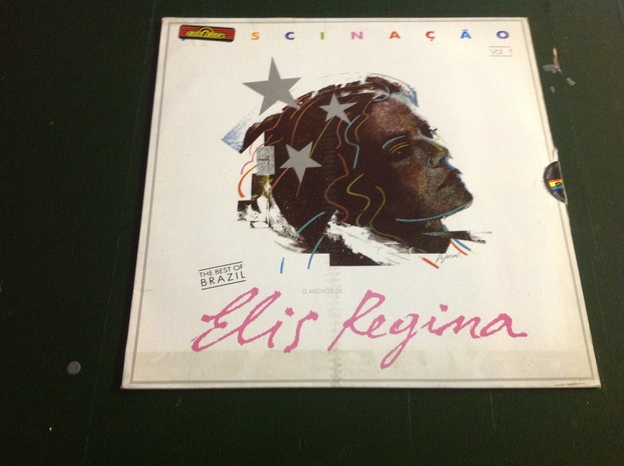 SCINAÇÃO
VOL. 1
THE BEST OF
BRAZIL
O MELHOR DE
Elis Regina